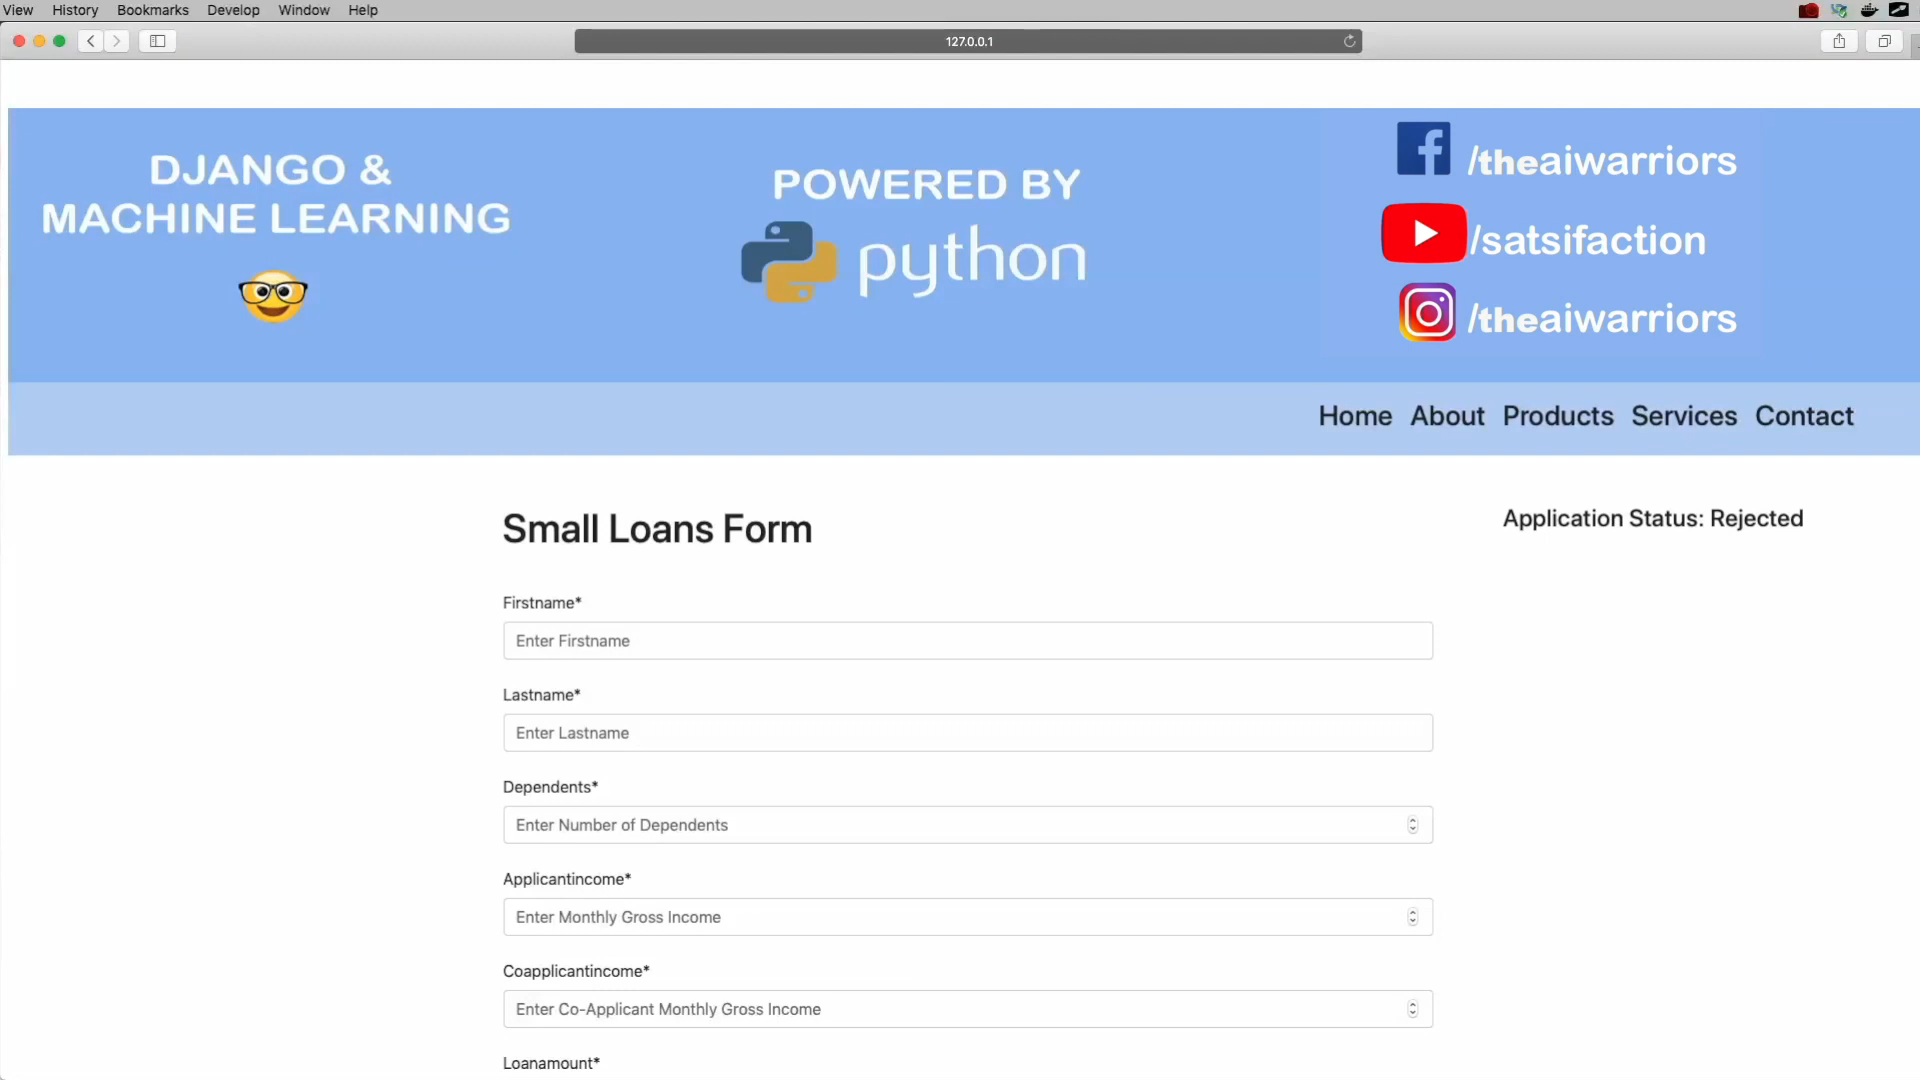 View History Bookmarks Develop Window Help
127.0.0.1
DJANGO &
MACHINE LEARNING
POWERED BY
python
/theaiwarriors
/satsifaction
/theaiwarriors
Home About Products Services Contact
Small Loans Form
Application Status: Rejected
Firstname*
Enter Firstname
Lastname*
Enter Lastname
Dependents*
Enter Number of Dependents
Applicantincome*
Enter Monthly Gross Income
Coapplicantincome*
Enter Co-Applicant Monthly Gross Income
Loanamount*